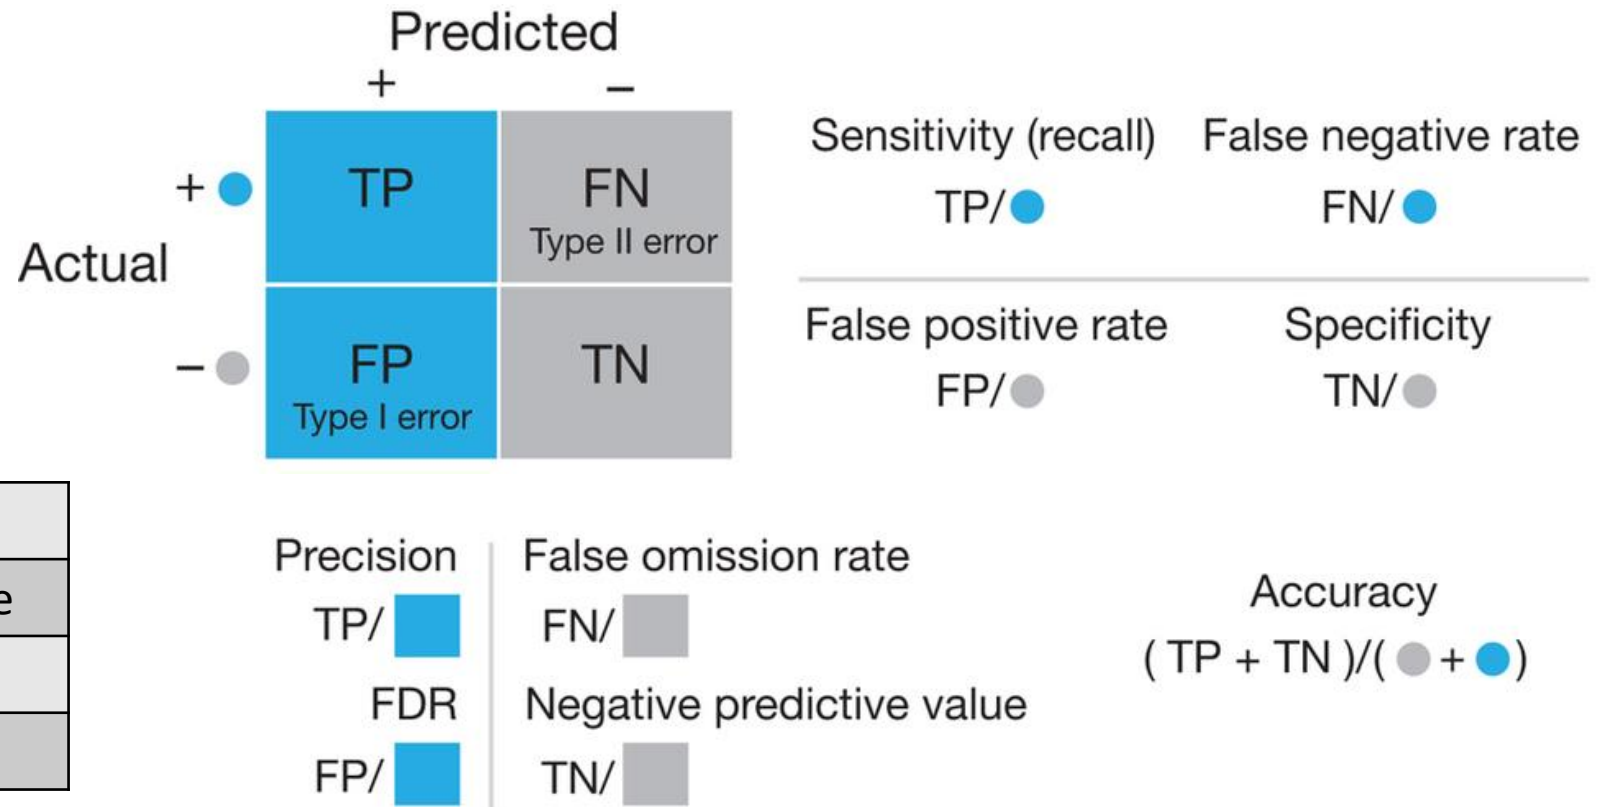 Predicted
+ −
+ TP FN
Type II error
Actual
− FP TN
Type I error
Sensitivity (recall) False negative rate
TP/ FN/
False positive rate Specificity
FP/ TN/
e
Precision False omission rate
TP/ FN/
FDR Negative predictive value
FP/ TN/
Accuracy
( TP + TN )/( + )